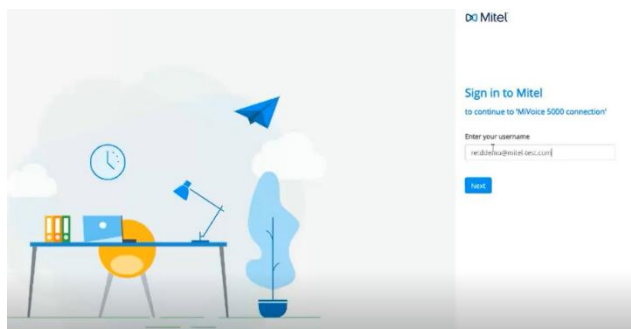 Mitel
Sign in to Mitel
to continue to 'MiVoice 5000 connection'
Enter your username
Next